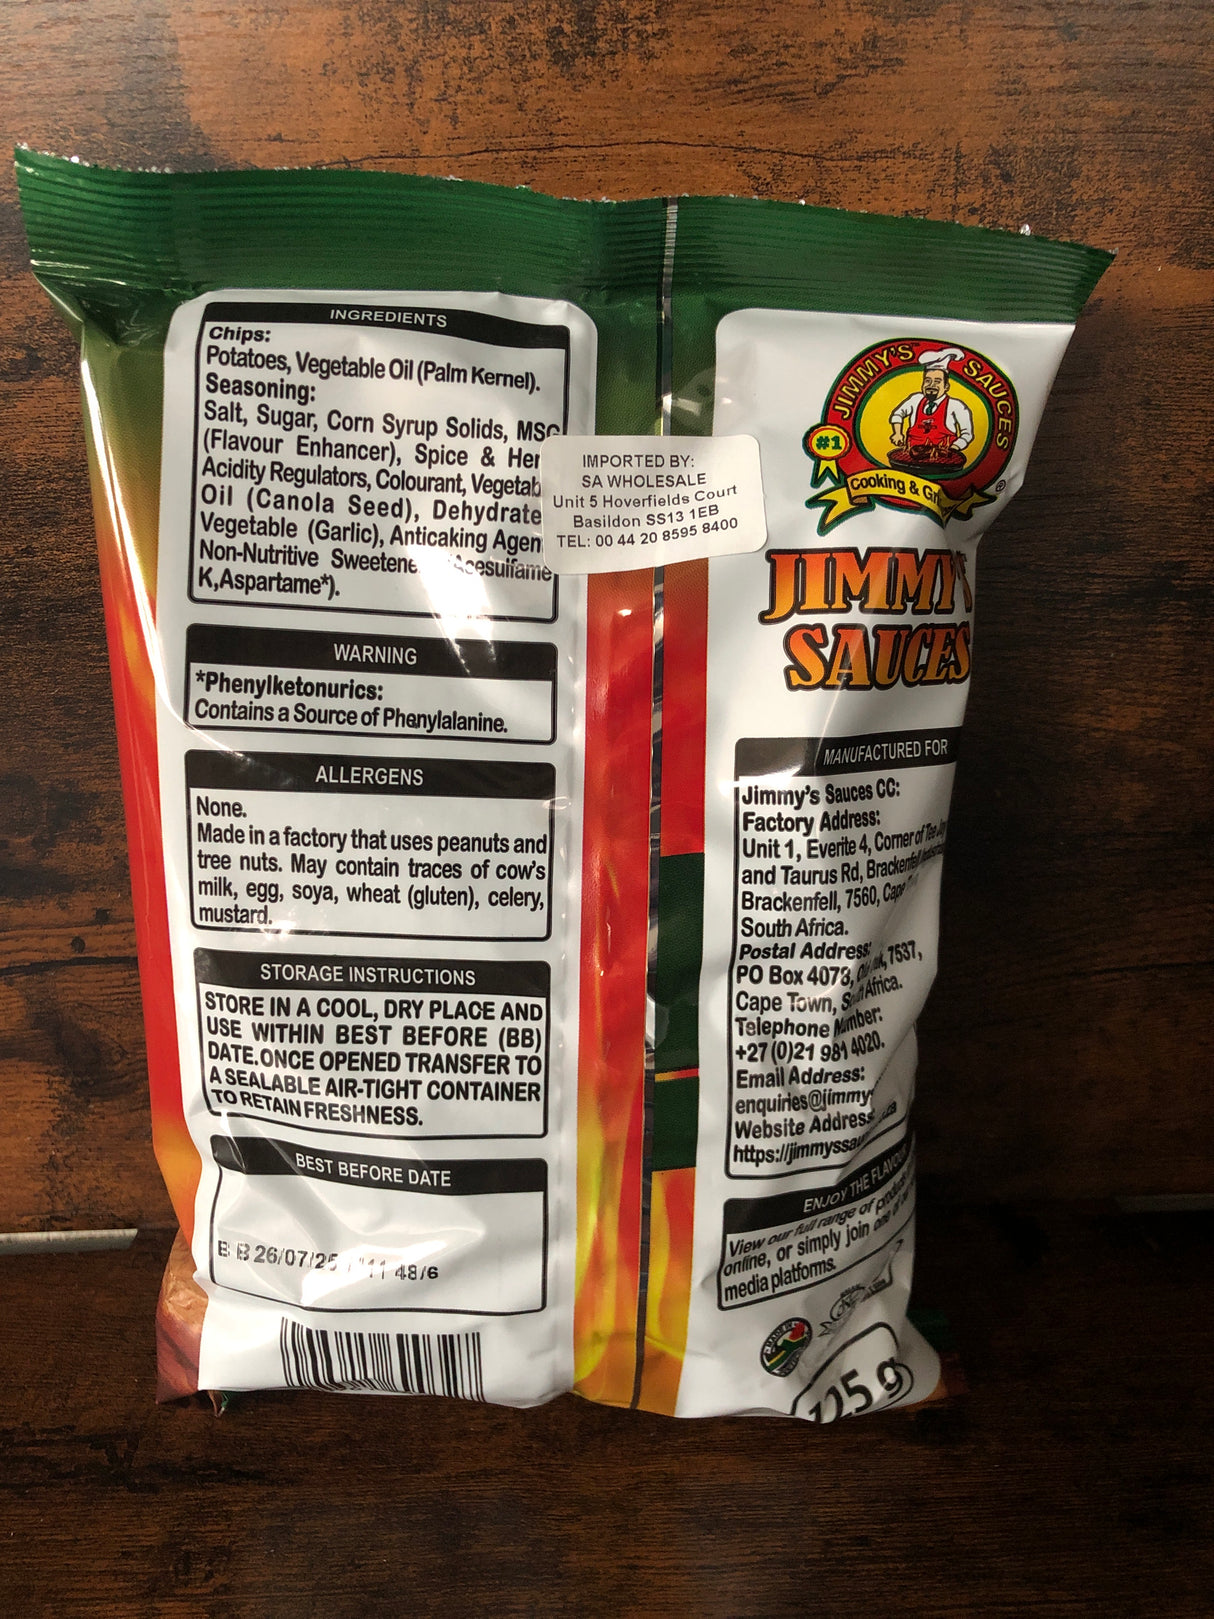 INGREDIENTS
Chips:
Potatoes, Vegetable Oil (Palm Kernel).
Seasoning:
Salt, Sugar, Corn Syrup Solids, MSG
(Flavour Enhancer), Spice & Her
Acidity Regulators, Colourant, Vegetab
Oil (Canola Seed), Dehydrate
Vegetable (Garlic), Anticaking Agen
Non-Nutritive Sweetene (Acesulfame
K,Aspartame*).
WARNING
*Phenylketonurics:
Contains a Source of Phenylalanine.
ALLERGENS
None.
Made in a factory that uses peanuts and
tree nuts. May contain traces of cow's
milk, egg, soya, wheat (gluten), celery,
mustard.
STORAGE INSTRUCTIONS
STORE IN A COOL, DRY PLACE AND
USE WITHIN BEST BEFORE (BB)
DATE. ONCE OPENED TRANSFER TO
A SEALABLE AIR-TIGHT CONTAINER
TO RETAIN FRESHNESS.
BEST BEFORE DATE
BB 26/07/25 11 48/6
IMPORTED BY:
SA WHOLESALE
Unit 5 Hoverfields Court
Basildon SS13 1EB
TEL: 00 44 20 8595 8400
JIMMY'S SAUCES
#1
Cooking &
JIMMY'S
SAUCES
MANUFACTURED FOR
Jimmy's Sauces CC:
Factory Address:
Unit 1, Everite 4, Corner of Tee
and Taurus Rd, Brackenfell
Brackenfell, 7560, Cape
South Africa.
Postal Address:
PO Box 4073, 7537,
Cape Town, South Africa.
Telephone Number:
+27 (0)21 981 4020.
Email Address:
enquiries@jimmy
Website Address
https://jimmyssau
ENJOY THE FLAVO
View our full range of
online, or simply join one
media platforms.
125 g